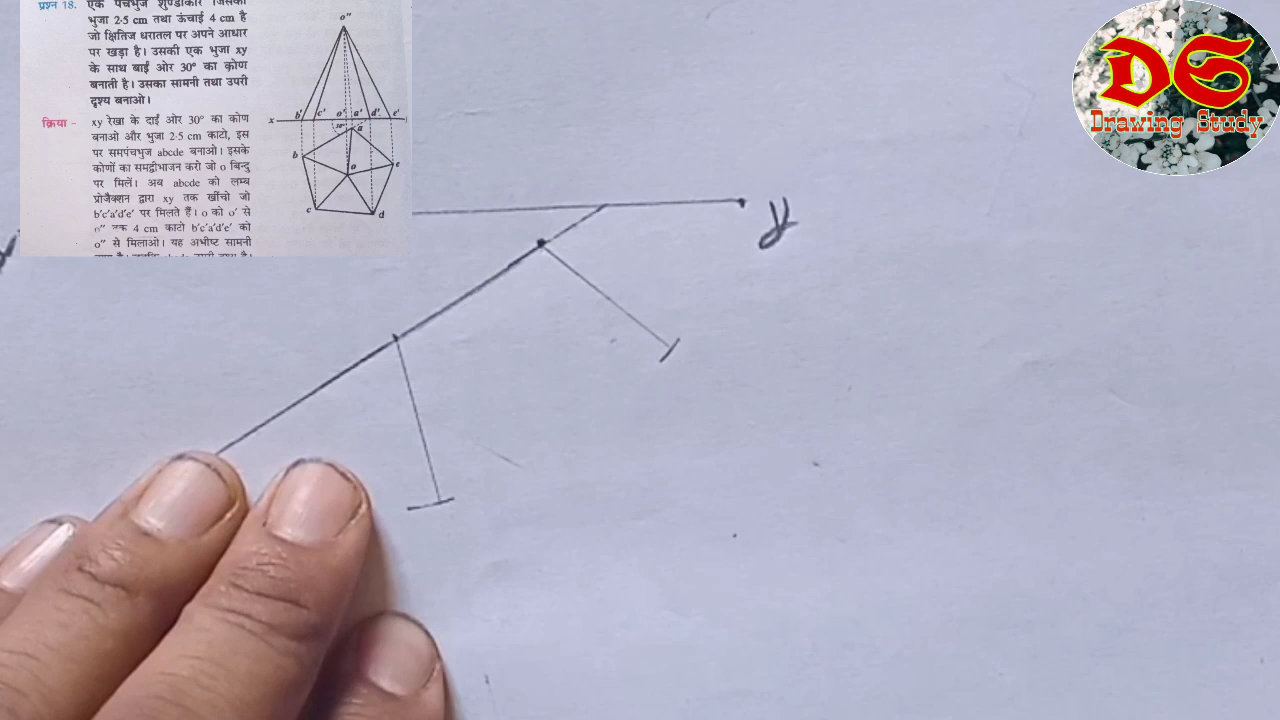 प्रश्न 18. एक पंचभुज शुण्डाकार जिसकी
भुजा 2·5 cm तथा ऊंचाई 4 cm है
जो क्षितिज धरातल पर अपने आधार
पर खड़ा है। उसकी एक भुजा xy
के साथ बाईं ओर 30° का कोण
बनाती है। उसका सामनी तथा उपरी
दृश्य बनाओ।
क्रिया – xy रेखा के दाईं ओर 30° का कोण
बनाओ और भुजा 2·5 cm काटो, इस
पर समपंचभुज abcde बनाओ। इसके
कोणों का समद्वीभाजन करो जो o बिन्दु
पर मिलें। अब abcde को लम्ब
प्रोजैक्शन द्वारा xy तक खींचो जो
b'c'a'd'e' पर मिलते हैं। o को o' से
o'' तक 4 cm काटो b'c'a'd'e' को
o'' से मिलाओ। यह अभीष्ट सामनी
o''
x b' c' o' a' d' e'
30°
a
b
o
e
c
d
DS
Drawing Study
y